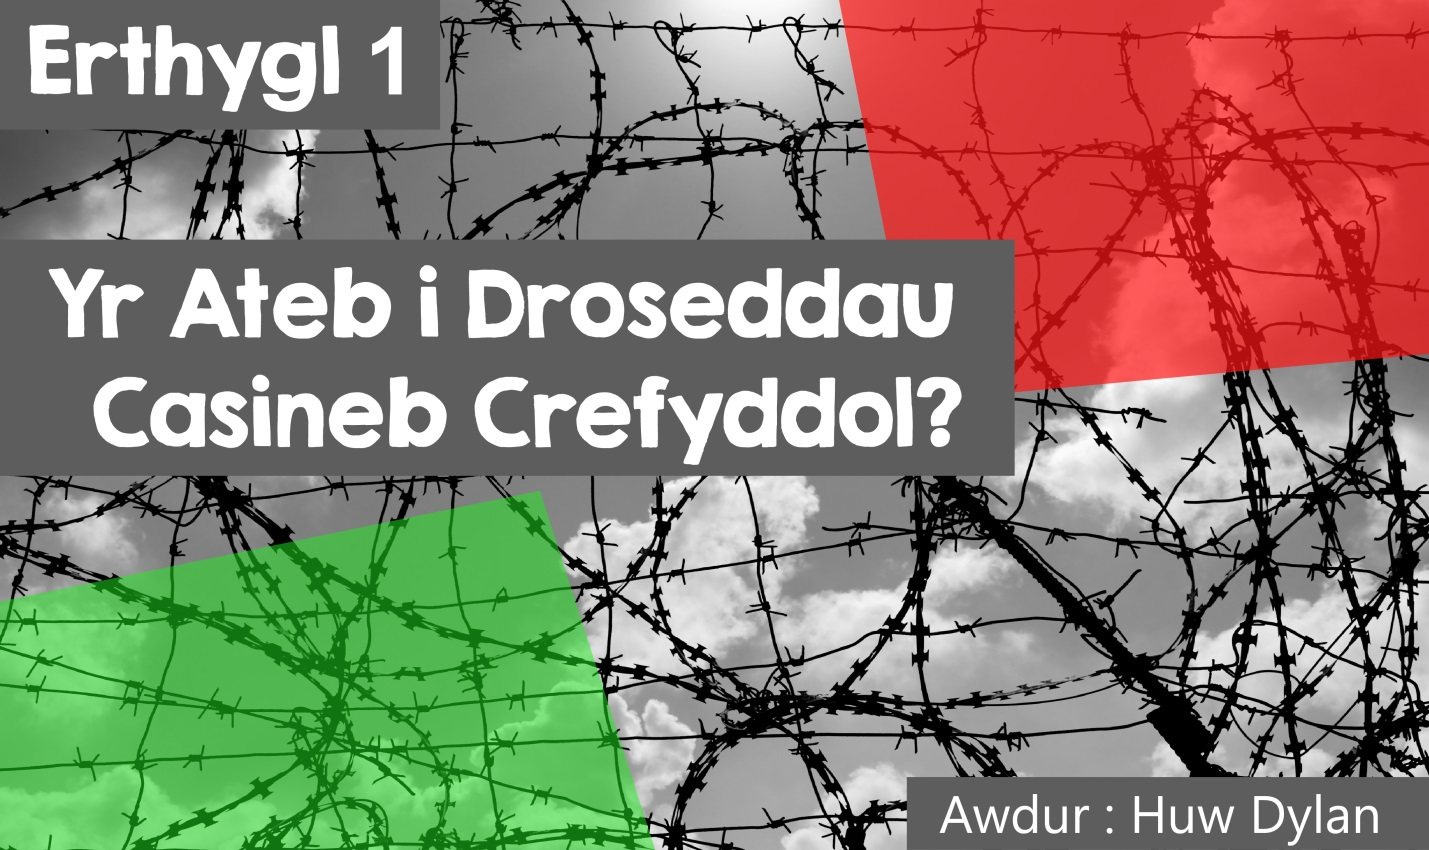 Erthygl 1
Yr Ateb i Droseddau
Casineb Crefyddol?
Awdur : Huw Dylan